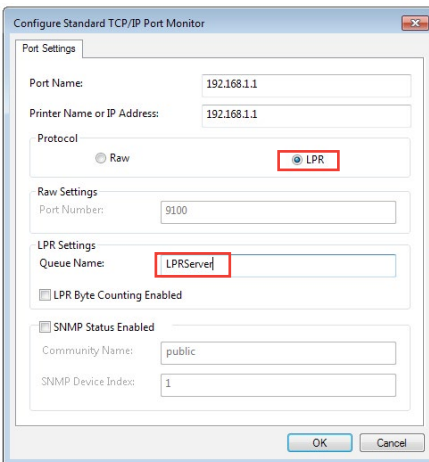 Configure Standard TCP/IP Port Monitor
Port Settings
Port Name: 192.168.1.1
Printer Name or IP Address: 192.168.1.1
Protocol
Raw LPR
Raw Settings
Port Number: 9100
LPR Settings
Queue Name: LPRServer
LPR Byte Counting Enabled
SNMP Status Enabled
Community Name: public
SNMP Device Index: 1
OK Cancel